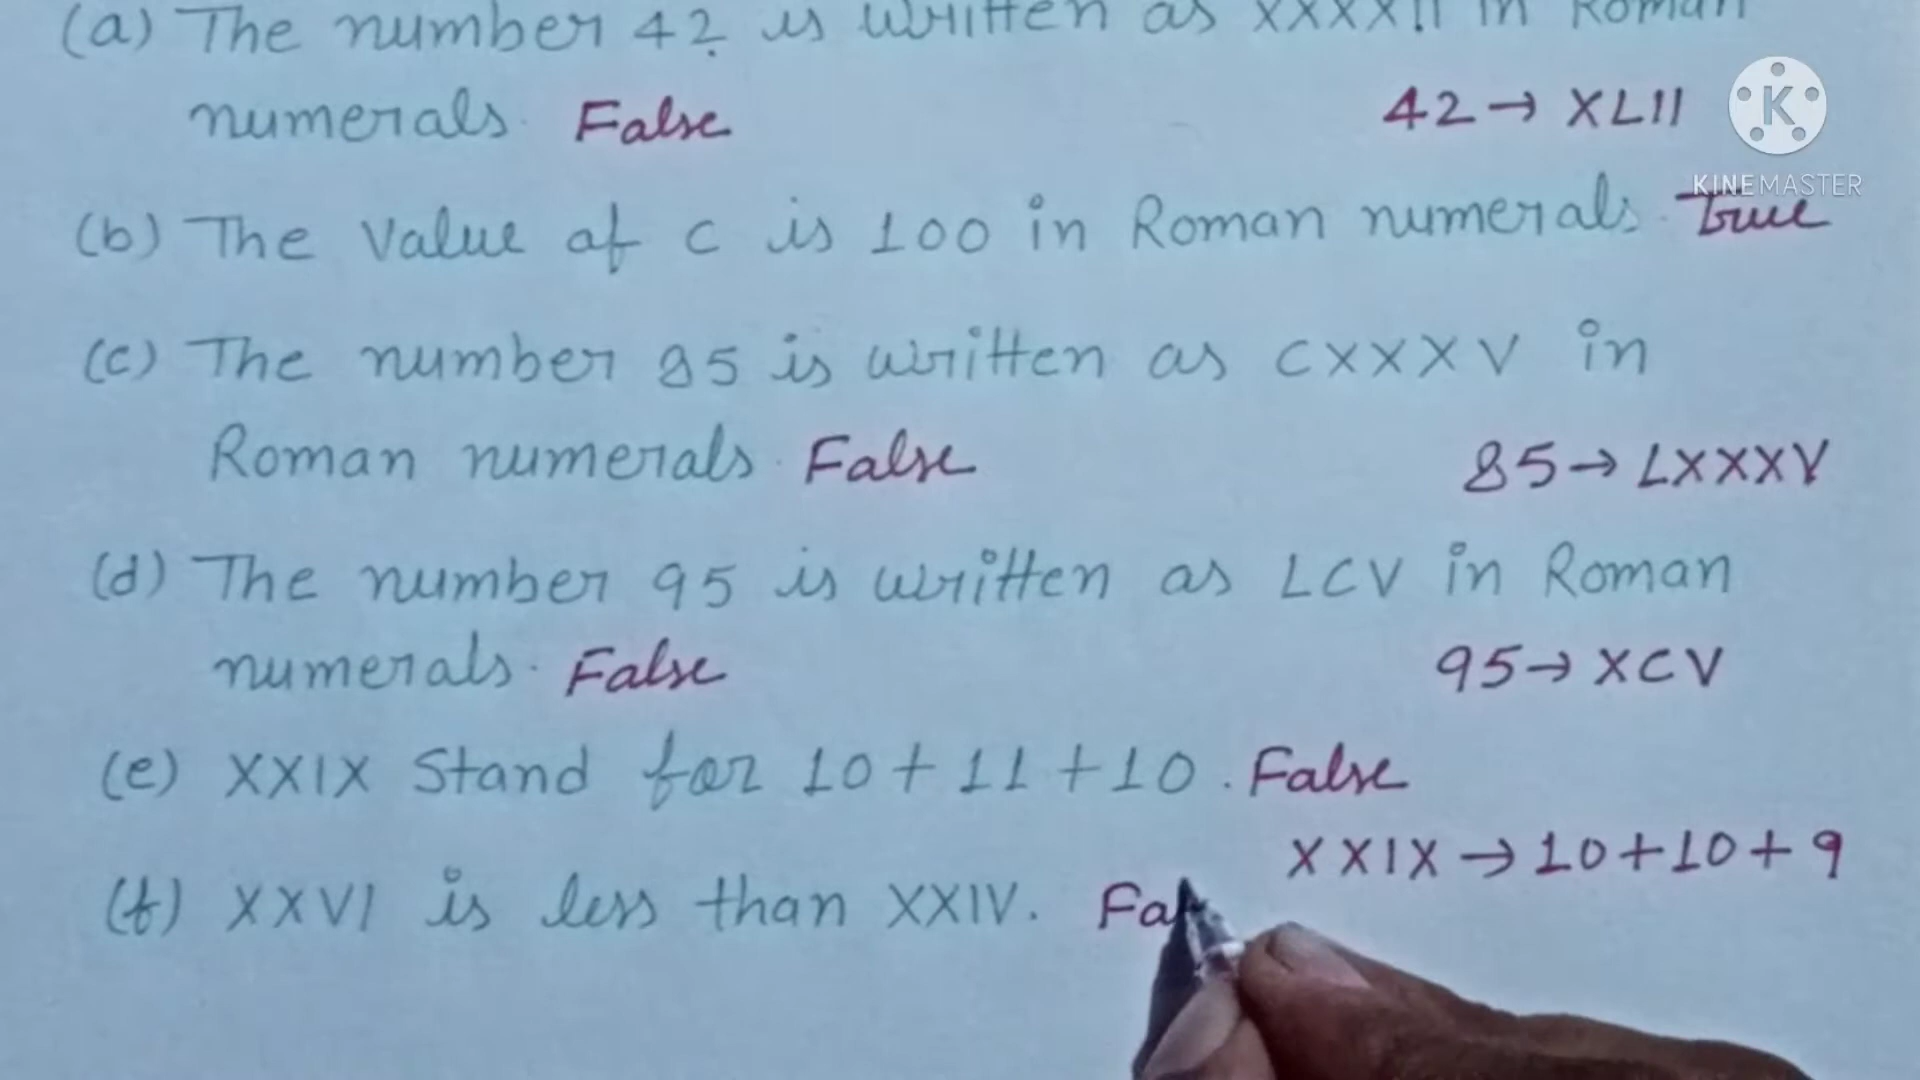 (a) The number 42 is written as XXXXII in Roman
numerals. False 42→ XLII
K
KINEMASTER
(b) The Value of C is 100 in Roman numerals. True
(c) The number 85 is written as CXXXV in
Roman numerals. False 85→ LXXXV
(d) The number 95 is written as LCV in Roman
numerals. False 95→ XCV
(e) XXIX Stand for 10+11+10. False
XXIX → 10+10+9
(f) XXVI is less than XXIV. Fal